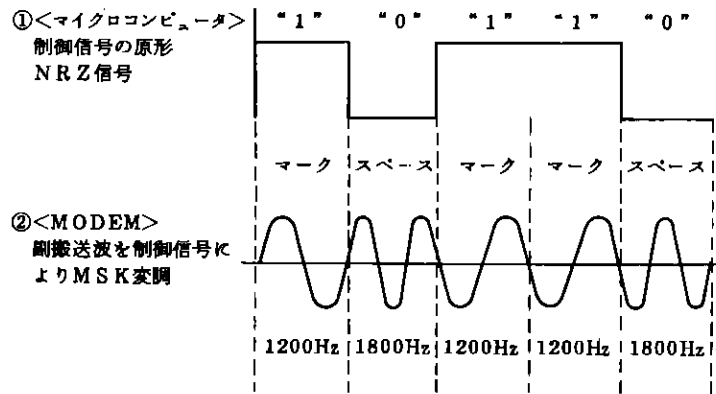 ①<マイクロコンピュータ>
制御信号の原形
NRZ信号
“1” “0” “1” “1” “0”
マーク スペース マーク マーク スペース
②<MODEM>
副搬送波を制御信号に
よりMSK変調
1200Hz 1800Hz 1200Hz 1200Hz 1800Hz